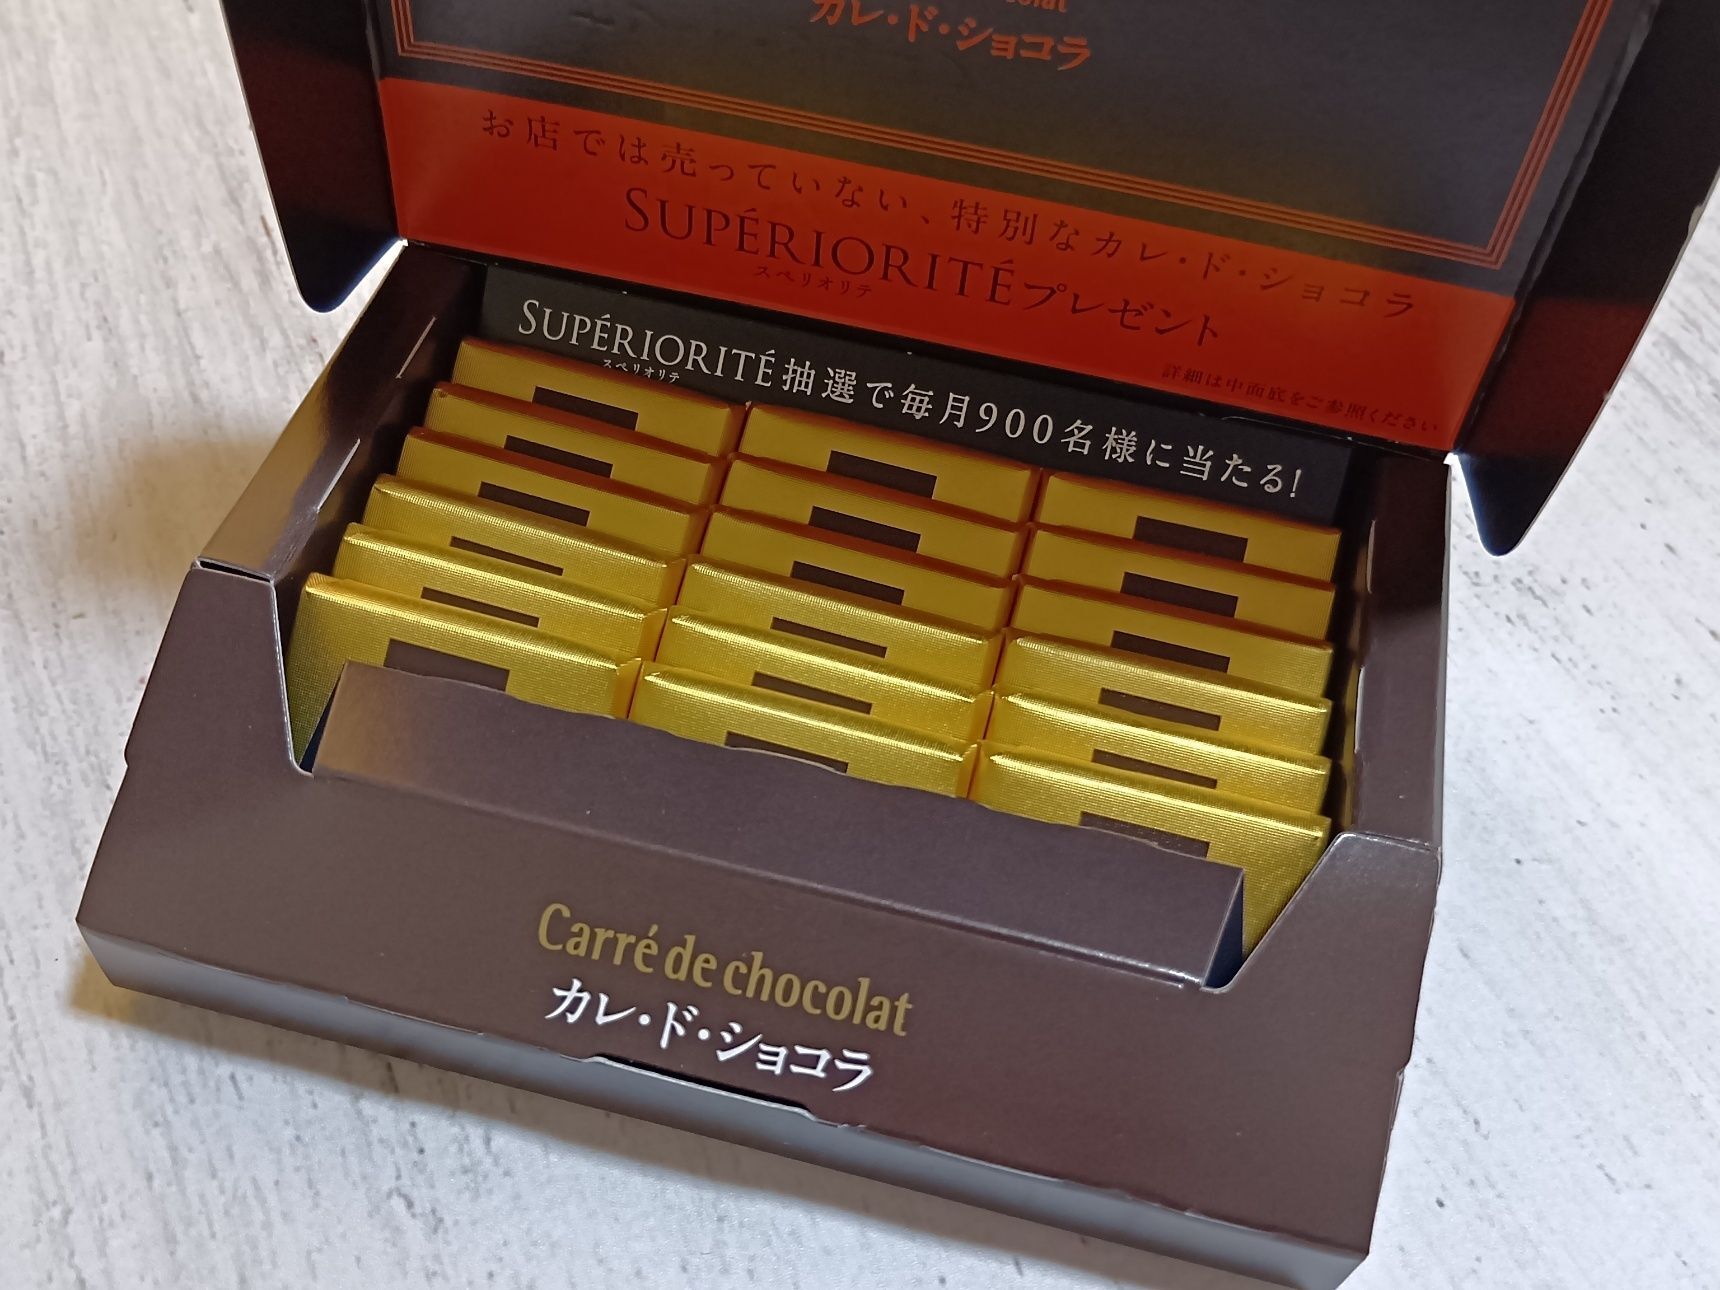 カレ・ド・ショコラ
お店では売っていない、特別なカレ・ド・ショコラ
SUPÉRIORITÉプレゼント
スペリオリテ
詳細は中面底をご参照ください
SUPÉRIORITÉ抽選で毎月900名様に当たる!
スペリオリテ
Carré de chocolat
カレ・ド・ショコラ